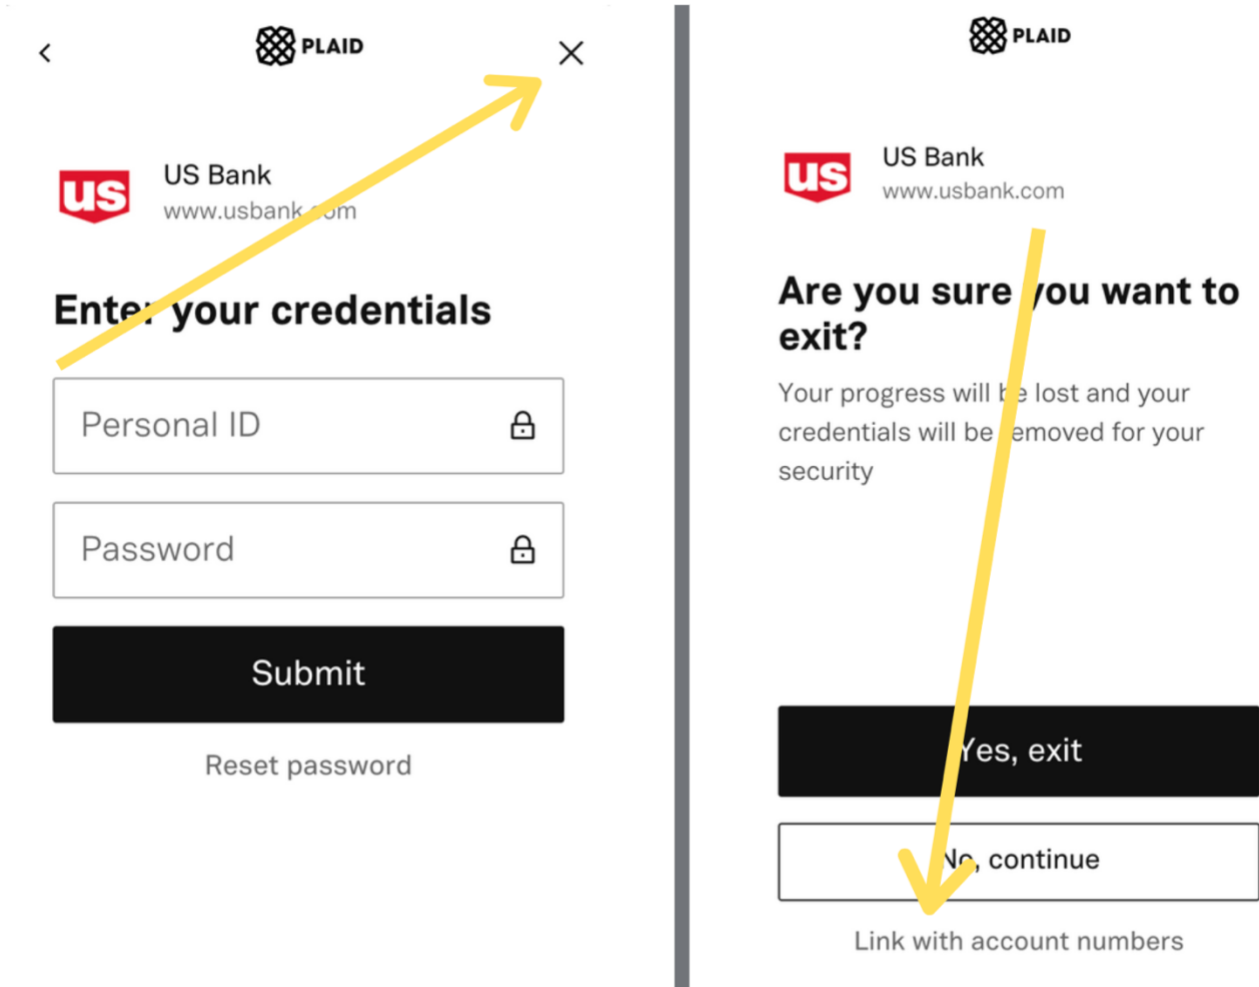 PLAID
US Bank
www.usbank.com
Enter your credentials
Personal ID
Password
Submit
Reset password
PLAID
US Bank
www.usbank.com
Are you sure you want to
exit?
Your progress will be lost and your
credentials will be removed for your
security
Yes, exit
No, continue
Link with account numbers